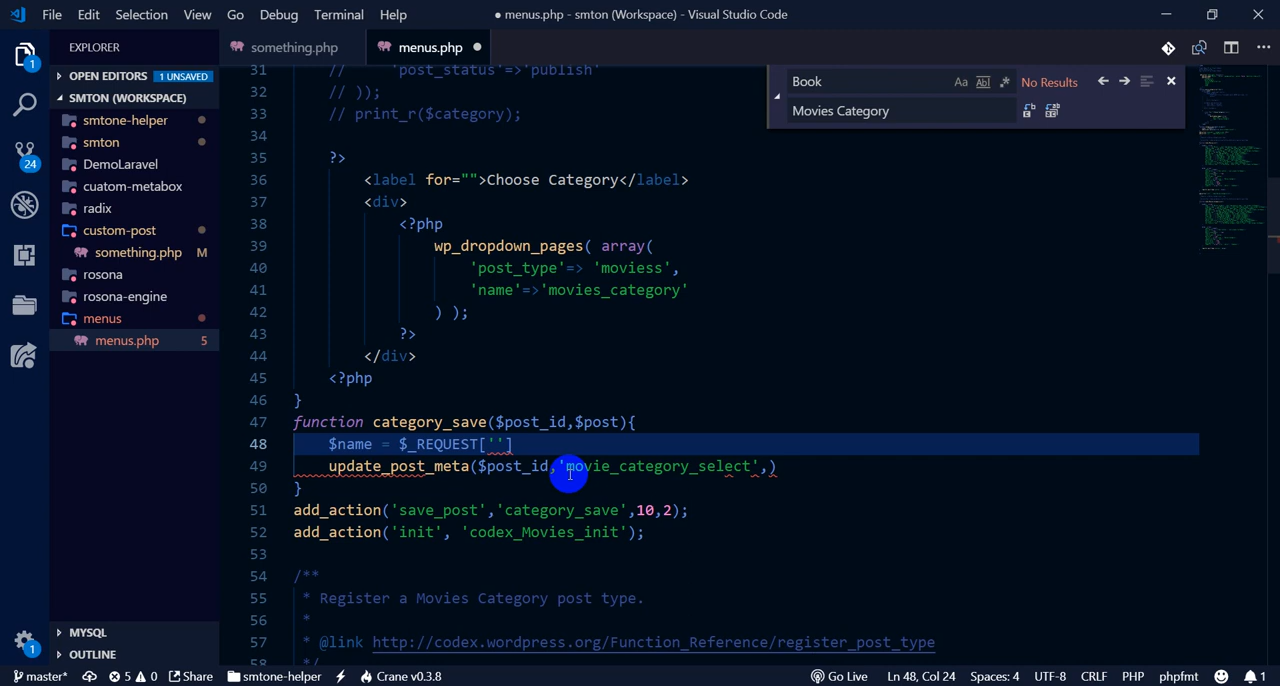 File Edit Selection View Go Debug Terminal Help
● menus.php - smton (Workspace) - Visual Studio Code
EXPLORER
something.php
menus.php
OPEN EDITORS 1 UNSAVED
SMTON (WORKSPACE)
smtone-helper
smton
DemoLaravel
cuatom-metabox
radix
custom-post
something.php M
rosona
rosona-engine
menus
menus.php 5
MYSQL
OUTLINE
1
24
1
Book
Aa Abl .* No Results
Movies Category
31 // 'post_status'=>'publish'
32 // ));
33 // print_r($category);
34
35 ?>
36 <label for="">Choose Category</label>
37 <div>
38 <?php
39 wp_dropdown_pages( array(
40 'post_type'=> 'moviess',
41 'name'=>'movies_category'
42 ) );
43 ?>
44 </div>
45 <?php
46 }
47 function category_save($post_id,$post){
48 $name = $_REQUEST['']
49 update_post_meta($post_id,'movie_category_select',)
50 }
51 add_action('save_post','category_save',10,2);
52 add_action('init', 'codex_Movies_init');
53
54 /**
55 * Register a Movies Category post type.
56 *
57 * @link http://codex.wordpress.org/Function_Reference/register_post_type
58 */
master* 5 0 Share smtone-helper Crane v0.3.8 Go Live Ln 48, Col 24 Spaces: 4 UTF-8 CRLF PHP phpfmt 1